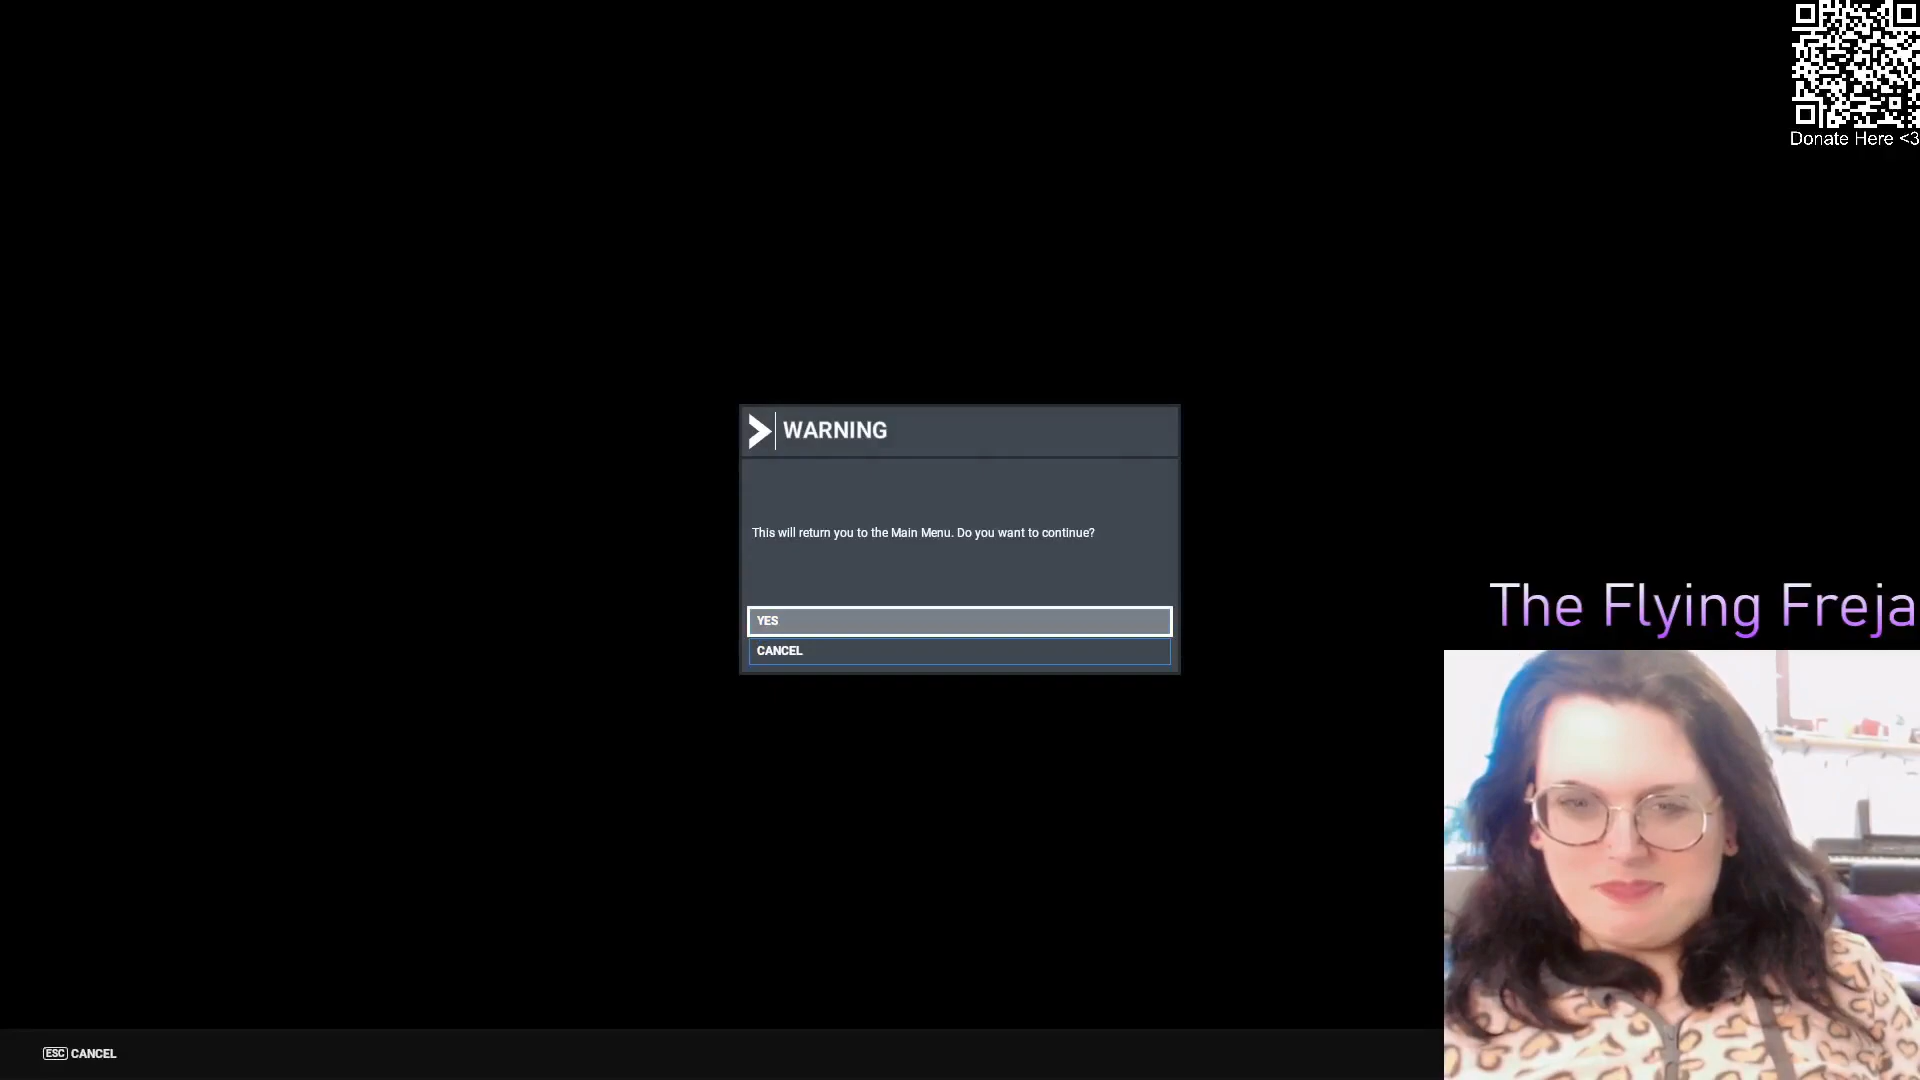 Donate Here <3
WARNING
This will return you to the Main Menu. Do you want to continue?
YES
CANCEL
The Flying Freja
ESC CANCEL